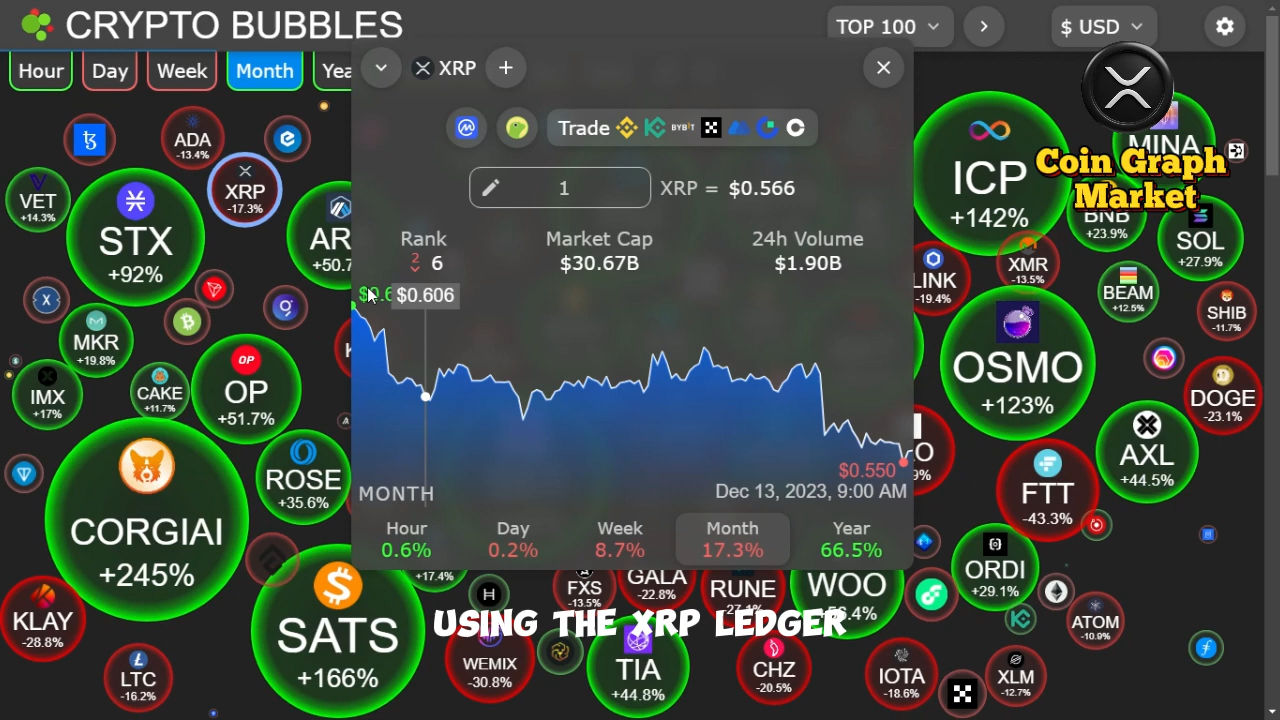 CRYPTO BUBBLES
TOP 100
$ USD
Hour
Day
Week
Month
XRP
Trade
BYBIT
1
XRP = $0.566
Rank
Market Cap
24h Volume
2
6
$30.67B
$1.90B
$0.606
$0.550
MONTH
Dec 13, 2023, 9:00 AM
Hour
Day
Week
Month
Year
0.6%
0.2%
8.7%
17.3%
66.5%
USING THE XRP LEDGER
Coin Graph
Market
ADA
-13.4%
XRP
-17.3%
VET
+14.3%
STX
+92%
MKR
+19.8%
IMX
+17%
CAKE
+11.7%
OP
+51.7%
ROSE
+35.6%
CORGIAI
+245%
KLAY
-28.8%
LTC
-16.2%
SATS
+166%
+17.4%
WEMIX
-30.8%
FXS
-13.5%
GALA
-22.8%
RUNE
TIA
+44.8%
CHZ
-20.5%
WOO
ICP
+142%
MINA
BNB
+23.9%
SOL
+27.9%
LINK
-19.4%
XMR
-13.5%
BEAM
+12.5%
SHIB
-11.7%
OSMO
+123%
DOGE
-23.1%
AXL
+44.5%
FTT
-43.3%
ORDI
+29.1%
ATOM
-10.9%
IOTA
-18.6%
XLM
-12.7%